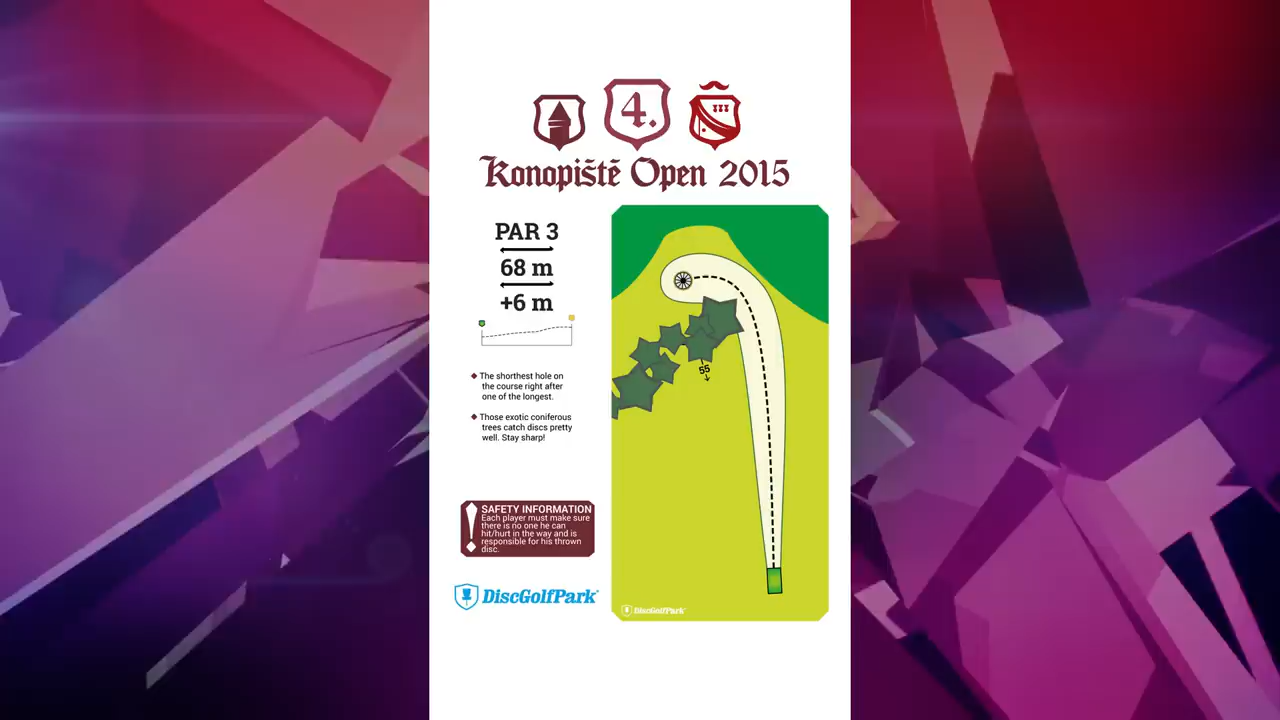 4.
Konopiště Open 2015
PAR 3
68 m
+6 m
The shortest hole on
the course right after
one of the longest.
Those exotic coniferous
trees catch discs pretty
well. Stay sharp!
SAFETY INFORMATION
Each player must make sure
there is no one he can
hit/hurt in the way and is
responsible for his thrown
disc.
DiscGolfPark
55
DiscGolfPark